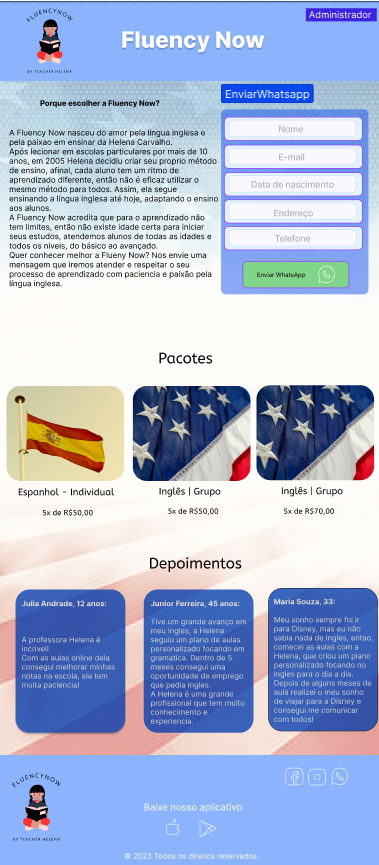 FLUENCYNOW
BY TEACHER HELENA
Fluency Now
Administrador
Porque escolher a Fluency Now?
A Fluency Now nasceu do amor pela lingua inglesa e
pela paixao em ensinar da Helena Carvalho.
Após lecionar em escolas particulares por mais de 10
anos, em 2005 Helena decidiu criar seu proprio método
de ensino, afinal, cada aluno tem um ritmo de
aprendizado diferente, então não é eficaz utilizar o
mesmo método para todos. Assim, ela segue
ensinando a língua inglesa até hoje, adaptando o ensino
aos alunos.
A Fluency Now acredita que para o aprendizado não
tem limites, então não existe idade certa para iniciar
seus estudos, atendemos alunos de todas as idades e
todos os niveis, do básico ao avançado.
Quer conhecer melhor a Flueny Now? Nos envie uma
mensagem que iremos atender e respeitar o seu
processo de aprendizado com paciencia e paixão pela
língua inglesa.
EnviarWhatsapp
Nome
E-mail
Data de nascimento
Endereço
Telefone
Enviar WhatsApp
Pacotes
Espanhol - Individual
5x de R$50,00
Inglês | Grupo
5x de R$50,00
Inglês | Grupo
5x de R$70,00
Depoimentos
Julia Andrade, 12 anos:
A professora Helena é
incrivel!
Com as aulas online dela
consegui melhorar minhas
notas na escola, ela tem
muita paciencia!
Junior Ferreira, 45 anos:
Tive um grande avanço em
meu ingles, a Helena
seguiu um plano de aulas
personalizado focando em
gramatica. Dentro de 5
meses consegui uma
oportunidade de emprego
que pedia ingles.
A Helena é uma grande
profissional que tem muito
conhecimento e
experiencia.
Maria Souza, 33:
Meu sonho sempre foi ir
para Disney, mas eu não
sabia nada de ingles, entao,
comecei as aulas com a
Helena, que criou um plano
personalizado focando no
ingles para o dia a dia.
Depois de alguns meses de
aula realizei o meu sonho
de viajar para a Disney e
consegui me comunicar
com todos!
FLUENCYNOW
BY TEACHER HELENA
Baixe nosso aplicativo
© 2023 Todos os direitos reservados.